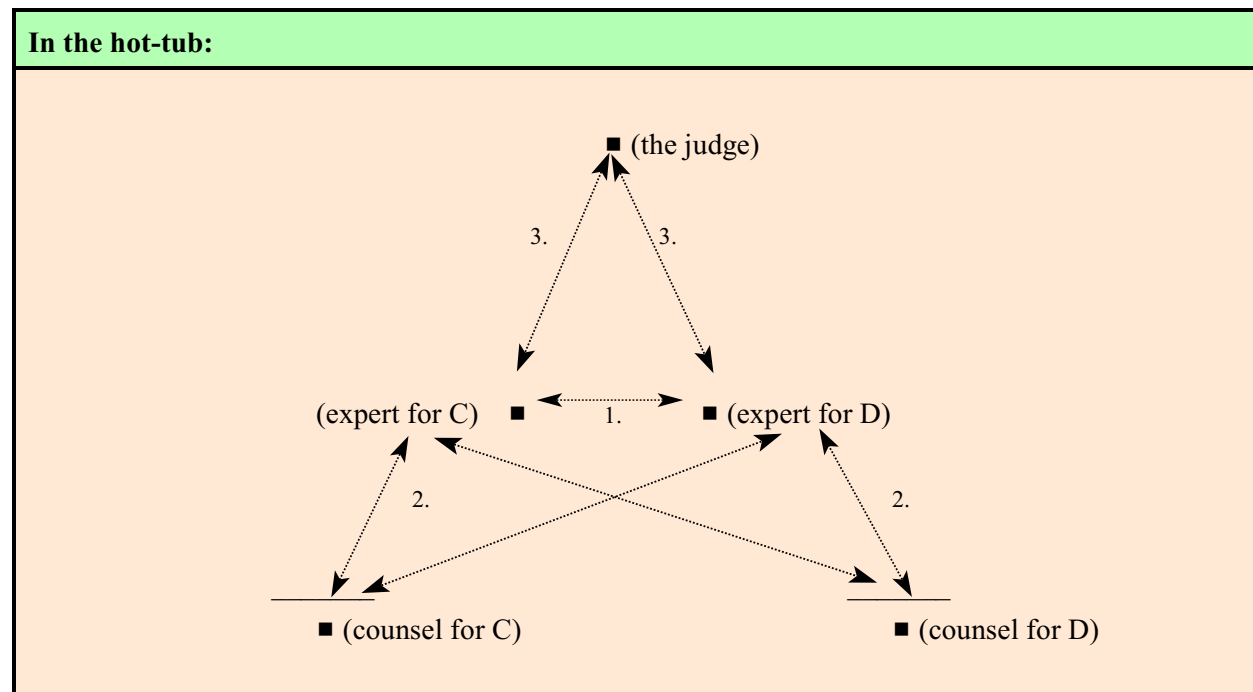 In the hot-tub:
(the judge)
3. 3.
(expert for C) 1. (expert for D)
2. 2.
(counsel for C) (counsel for D)